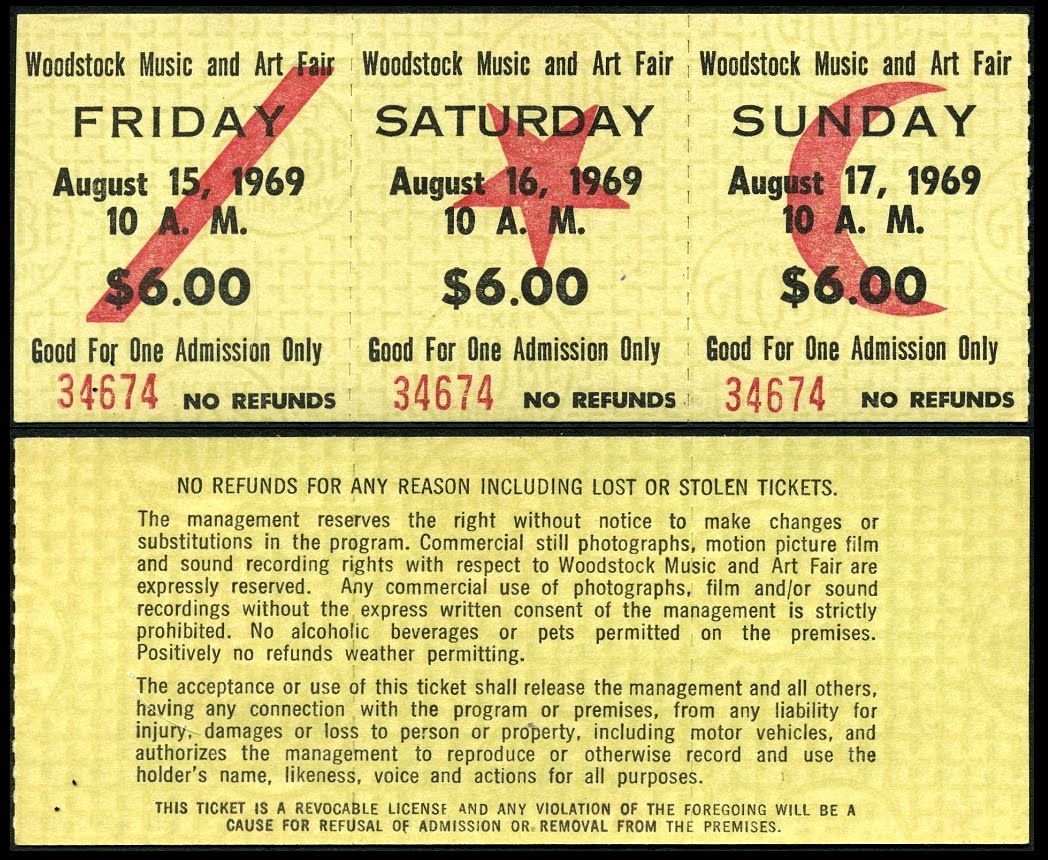 Woodstock Music and Art Fair
FRIDAY
August 15, 1969
10 A. M.
$6.00
Good For One Admission Only
34674 NO REFUNDS
Woodstock Music and Art Fair
SATURDAY
August 16, 1969
10 A. M.
$6.00
Good For One Admission Only
34674 NO REFUNDS
Woodstock Music and Art Fair
SUNDAY
August 17, 1969
10 A. M.
$6.00
Good For One Admission Only
34674 NO REFUNDS
NO REFUNDS FOR ANY REASON INCLUDING LOST OR STOLEN TICKETS.
The management reserves the right without notice to make changes or
substitutions in the program. Commercial still photographs, motion picture film
and sound recording rights with respect to Woodstock Music and Art Fair are
expressly reserved. Any commercial use of photographs, film and/or sound
recordings without the express written consent of the management is strictly
prohibited. No alcoholic beverages or pets permitted on the premises.
Positively no refunds weather permitting.
The acceptance or use of this ticket shall release the management and all others,
having any connection with the program or premises, from any liability for
injury, damages or loss to person or property, including motor vehicles, and
authorizes the management to reproduce or otherwise record and use the
holder's name, likeness, voice and actions for all purposes.
THIS TICKET IS A REVOCABLE LICENSE AND ANY VIOLATION OF THE FOREGOING WILL BE A
CAUSE FOR REFUSAL OF ADMISSION OR REMOVAL FROM THE PREMISES.